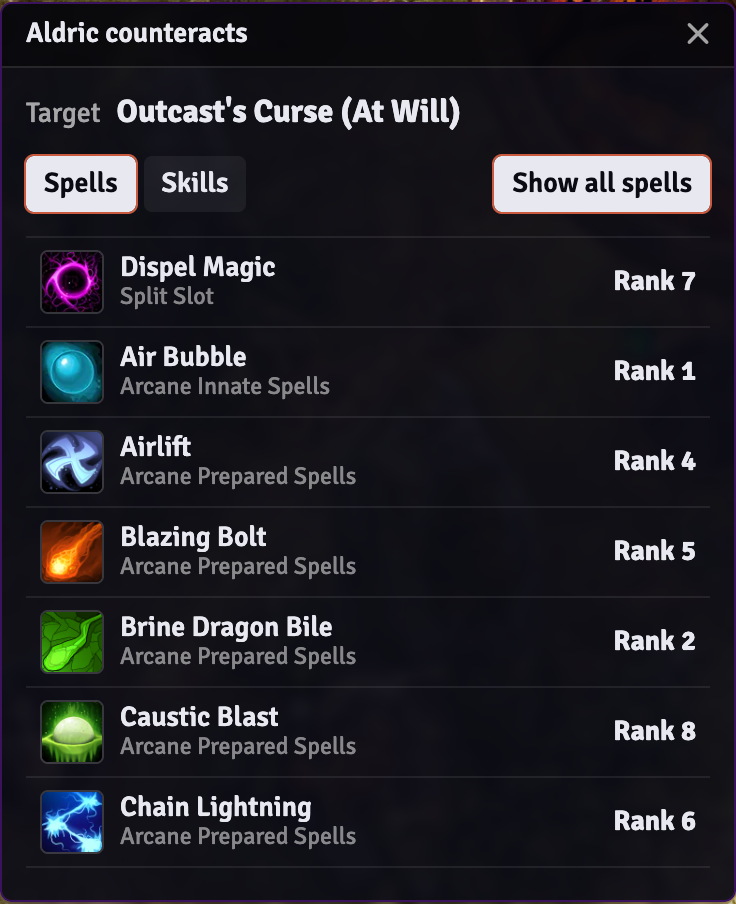 Aldric counteracts
Target Outcast's Curse (At Will)
Spells Skills Show all spells
Dispel Magic
Split Slot
Rank 7
Air Bubble
Arcane Innate Spells
Rank 1
Airlift
Arcane Prepared Spells
Rank 4
Blazing Bolt
Arcane Prepared Spells
Rank 5
Brine Dragon Bile
Arcane Prepared Spells
Rank 2
Caustic Blast
Arcane Prepared Spells
Rank 8
Chain Lightning
Arcane Prepared Spells
Rank 6